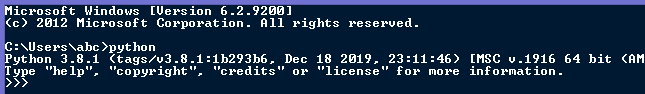 Microsoft Windows [Version 6.2.9200]
(c) 2012 Microsoft Corporation. All rights reserved.
C:\Users\abc>python
Python 3.8.1 (tags/v3.8.1:1b293b6, Dec 18 2019, 23:11:46) [MSC v.1916 64 bit (AM
Type "help", "copyright", "credits" or "license" for more information.
>>>